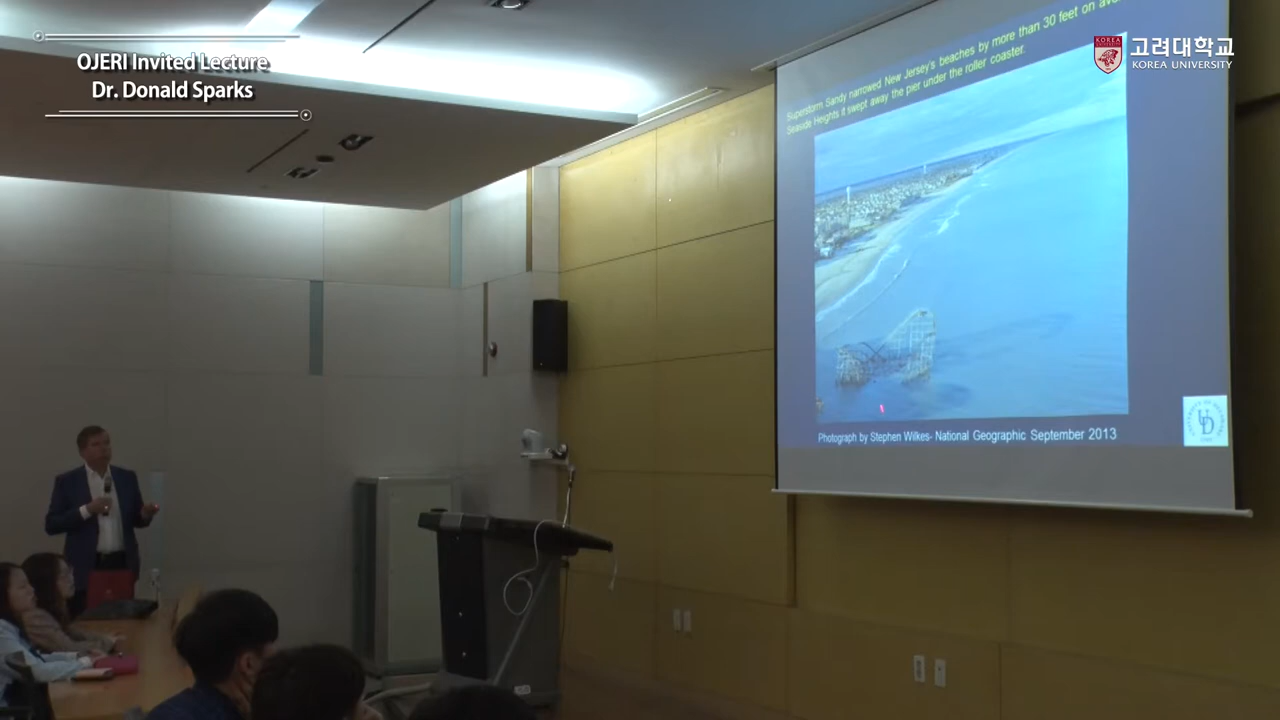 OJERI Invited Lecture
Dr. Donald Sparks
KOREA
고려대학교
KOREA UNIVERSITY
Superstorm Sandy narrowed New Jersey's beaches by more than 30 feet on
Seaside Heights it swept away the pier under the roller coaster.
Photograph by Stephen Wilkes- National Geographic September 2013
UD